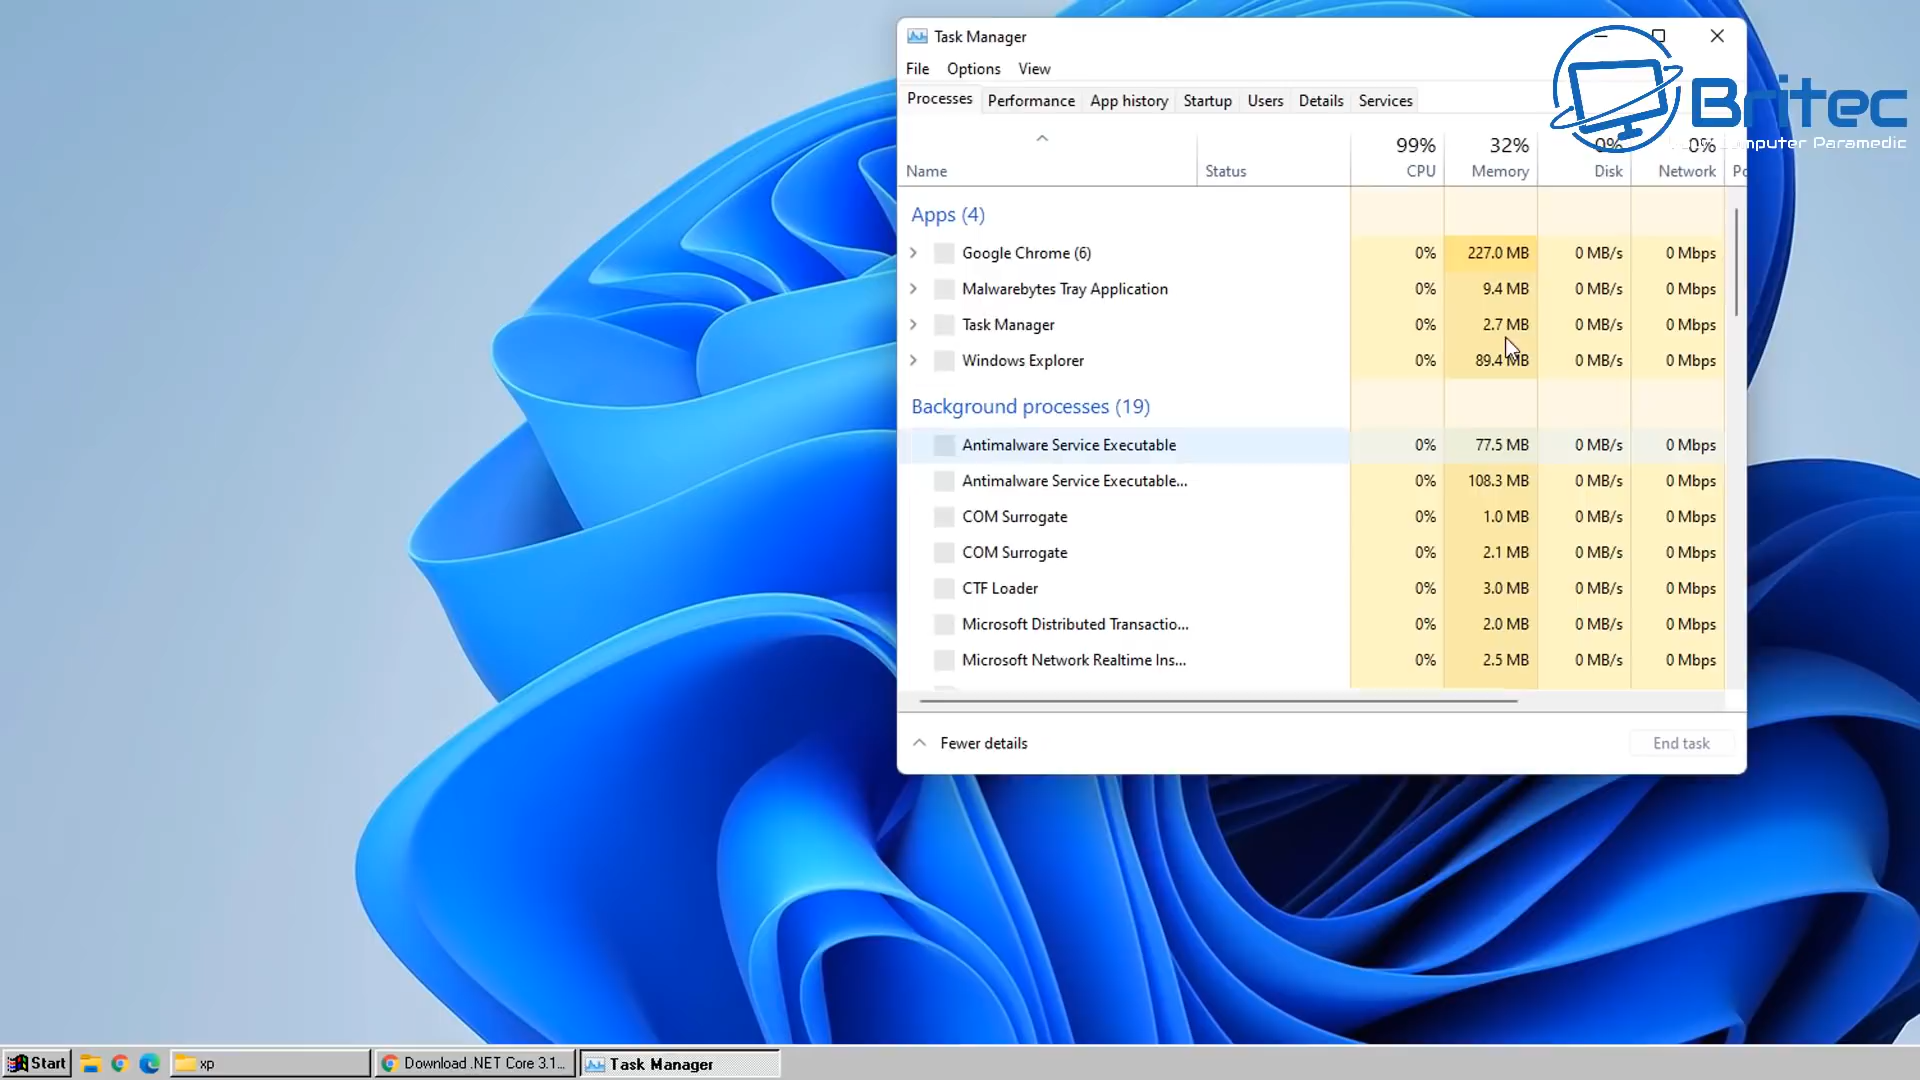 Task Manager
File Options View
Processes Performance App history Startup Users Details Services
Britec
Computer Paramedic
99% 32% 0% 0%
Name Status CPU Memory Disk Network
Apps (4)
Google Chrome (6) 0% 227.0 MB 0 MB/s 0 Mbps
Malwarebytes Tray Application 0% 9.4 MB 0 MB/s 0 Mbps
Task Manager 0% 2.7 MB 0 MB/s 0 Mbps
Windows Explorer 0% 89.4 MB 0 MB/s 0 Mbps
Background processes (19)
Antimalware Service Executable 0% 77.5 MB 0 MB/s 0 Mbps
Antimalware Service Executable... 0% 108.3 MB 0 MB/s 0 Mbps
COM Surrogate 0% 1.0 MB 0 MB/s 0 Mbps
COM Surrogate 0% 2.1 MB 0 MB/s 0 Mbps
CTF Loader 0% 3.0 MB 0 MB/s 0 Mbps
Microsoft Distributed Transactio... 0% 2.0 MB 0 MB/s 0 Mbps
Microsoft Network Realtime Ins... 0% 2.5 MB 0 MB/s 0 Mbps
Fewer details End task
Start xp Download .NET Core 3.1... Task Manager